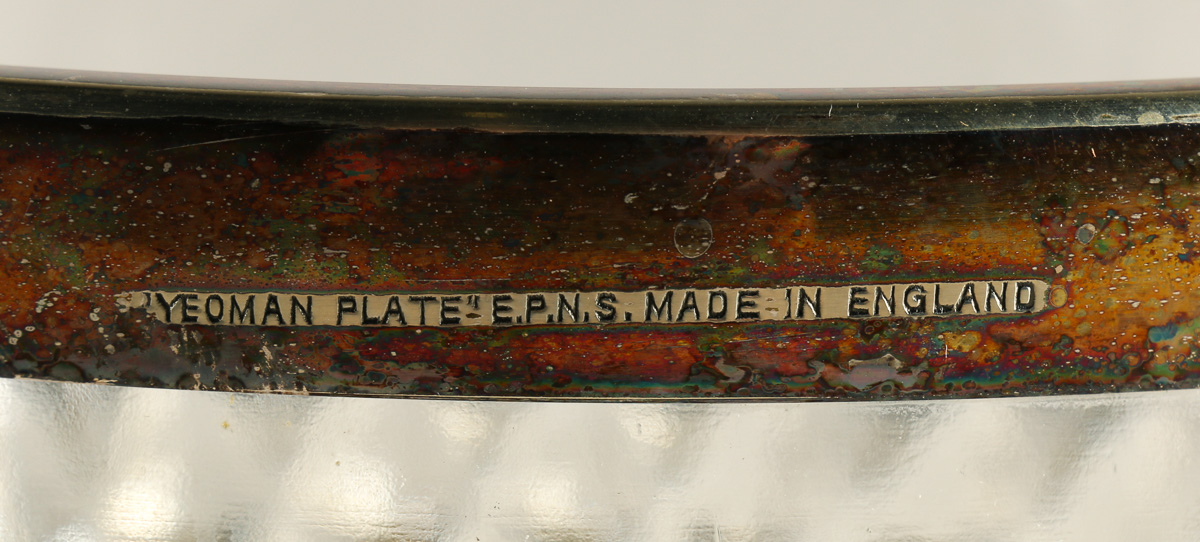 "YEOMAN PLATE" E.P.N.S. MADE IN ENGLAND